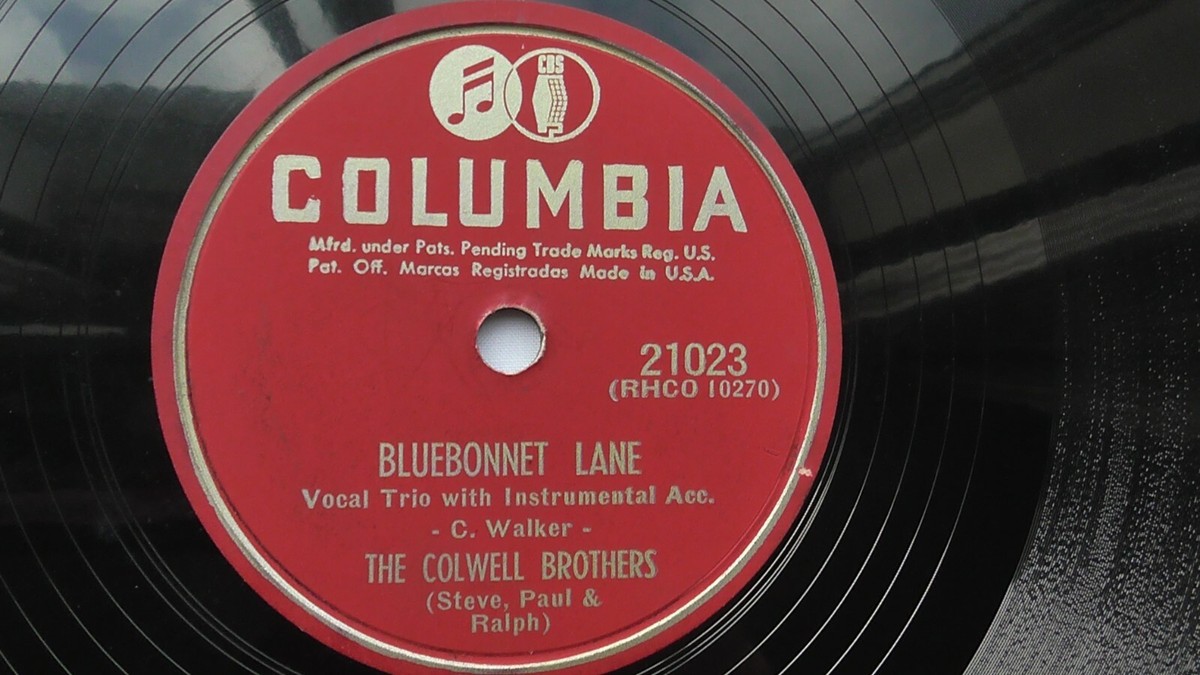 CBS
COLUMBIA
Mfrd. under Pats. Pending Trade Marks Reg. U.S.
Pat. Off. Marcas Registradas Made in U.S.A.
21023
(RHCO 10270)
BLUEBONNET LANE
Vocal Trio with Instrumental Acc.
- C. Walker -
THE COLWELL BROTHERS
(Steve, Paul &
Ralph)